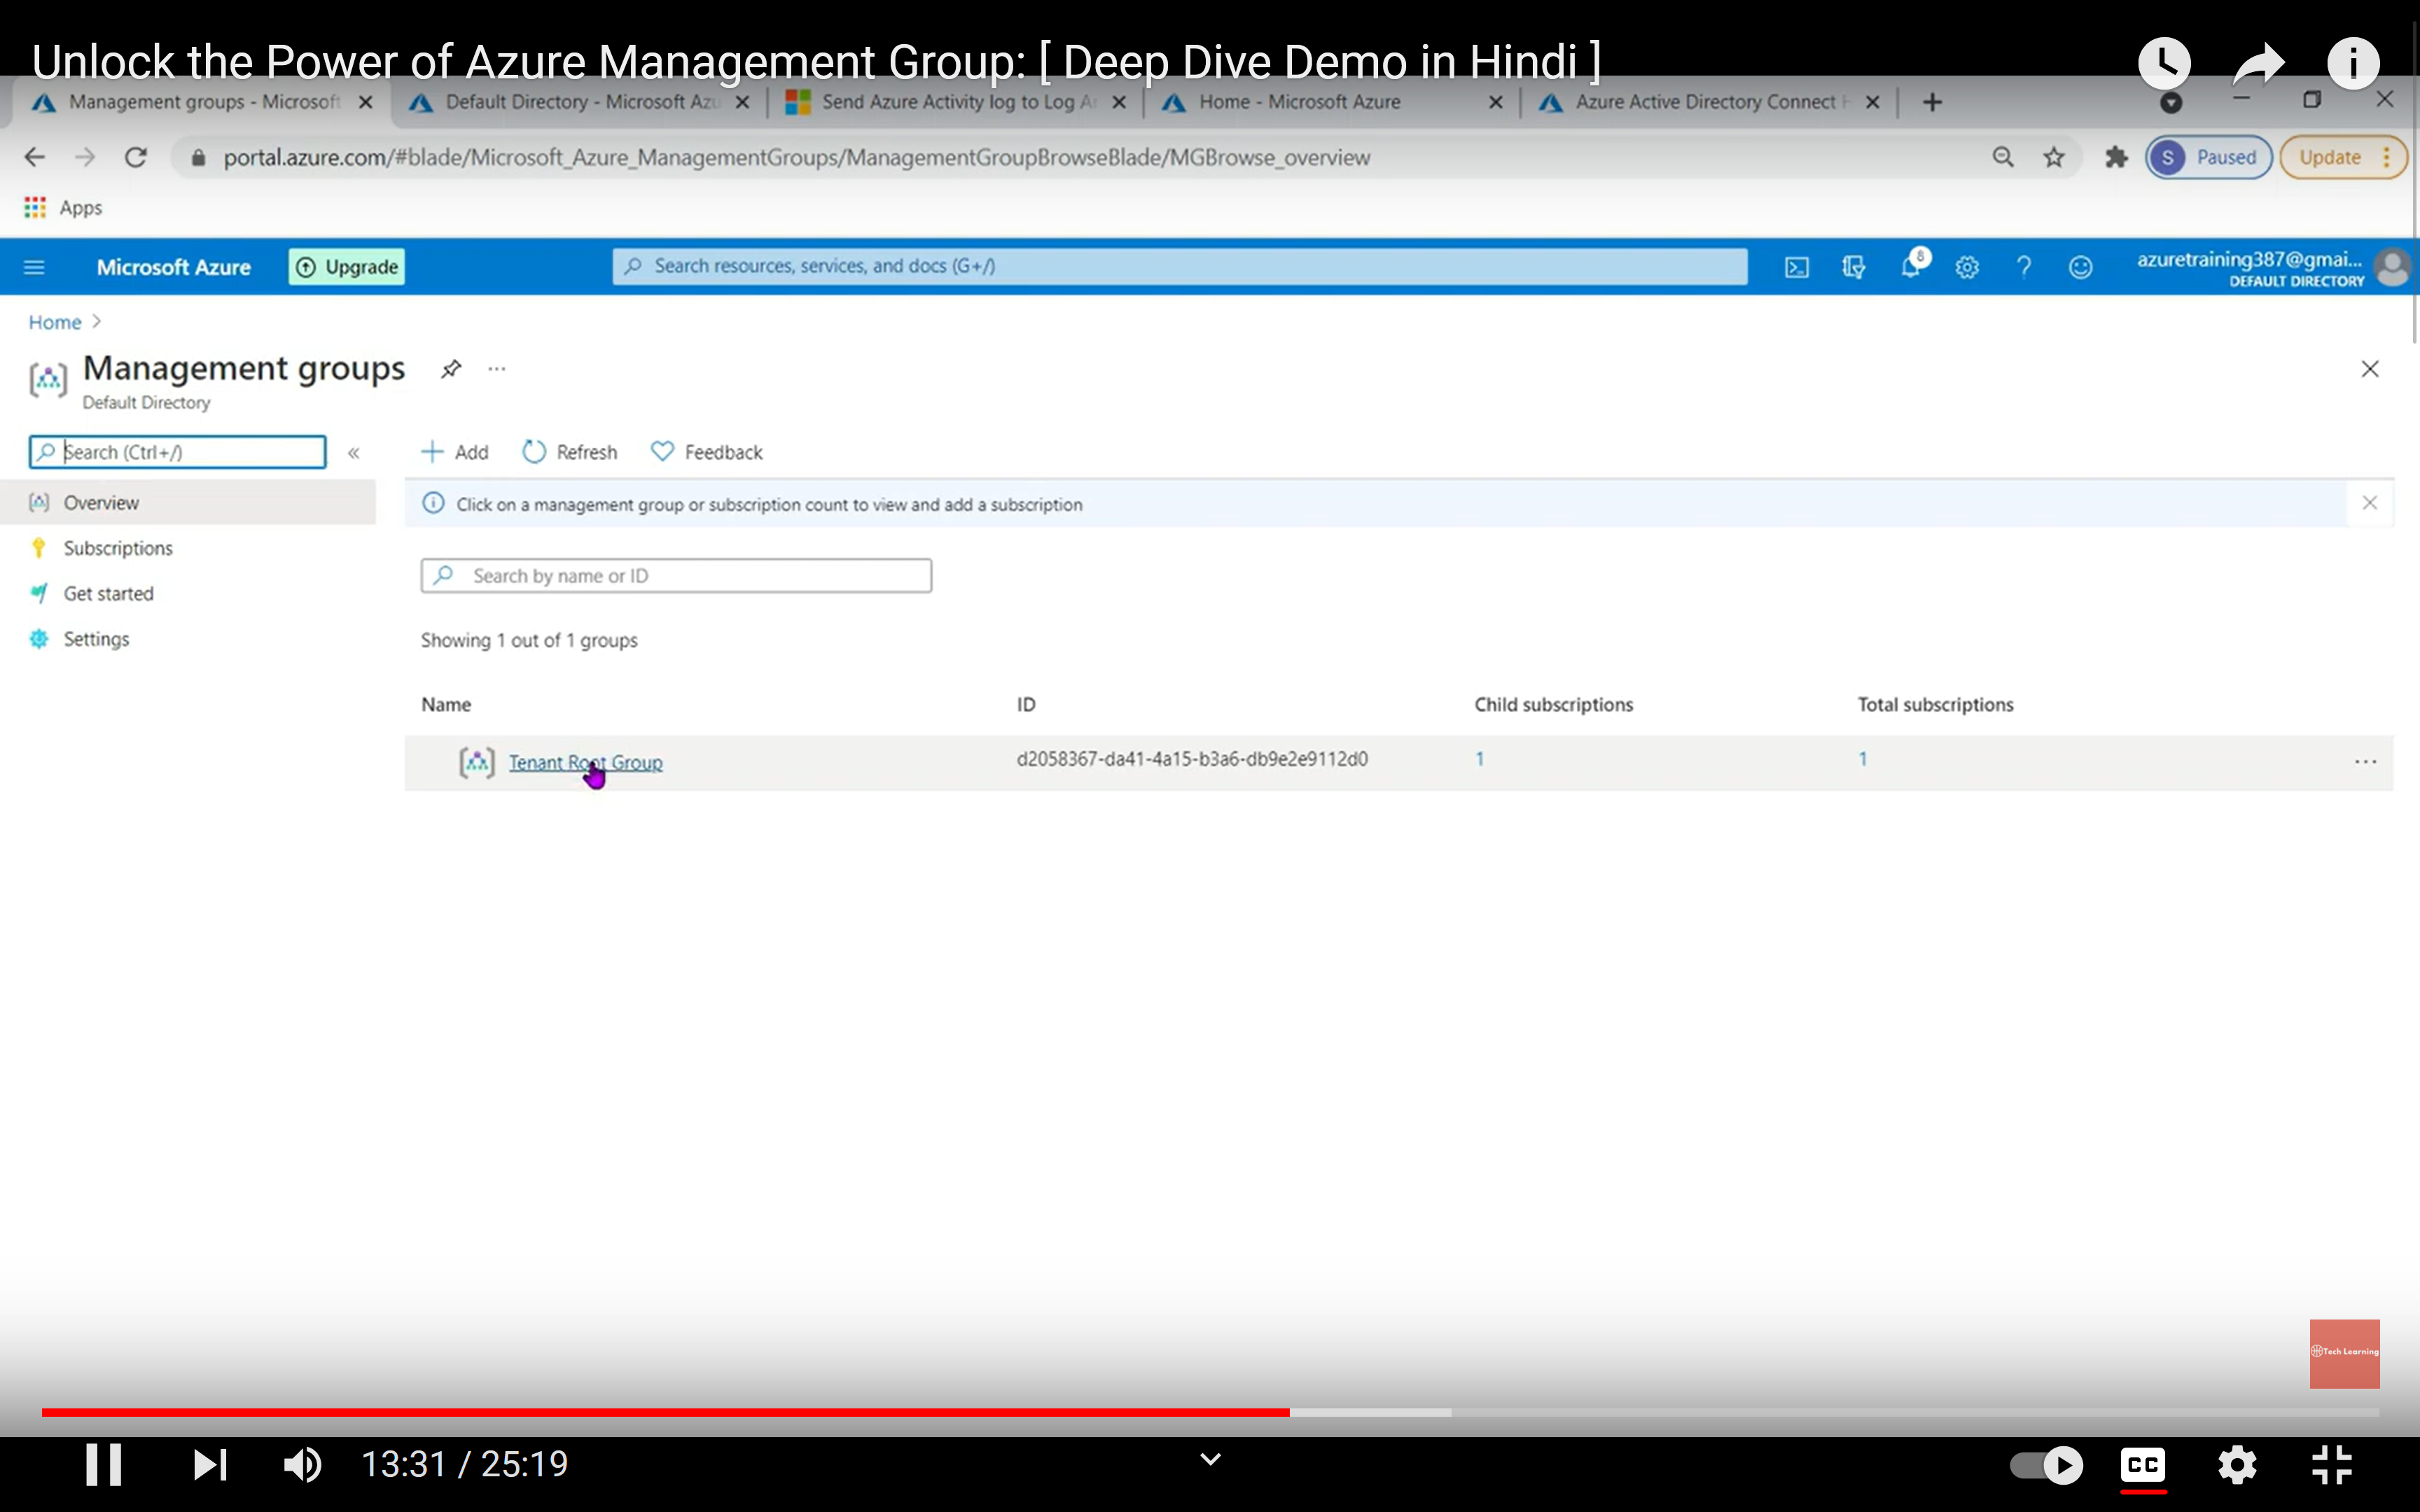 Unlock the Power of Azure Management Group: [ Deep Dive Demo in Hindi ]
Management groups - Microsoft
Default Directory - Microsoft Azu
Send Azure Activity log to Log Ar
Home - Microsoft Azure
Azure Active Directory Connect H
portal.azure.com/#blade/Microsoft_Azure_ManagementGroups/ManagementGroupBrowseBlade/MGBrowse_overview
S Paused
Update
Apps
Microsoft Azure
Upgrade
Search resources, services, and docs (G+/)
8
azuretraining387@gmai...
DEFAULT DIRECTORY
Home
Management groups
...
Default Directory
Search (Ctrl+/)
«
Add
Refresh
Feedback
Overview
Click on a management group or subscription count to view and add a subscription
Subscriptions
Get started
Settings
Search by name or ID
Showing 1 out of 1 groups
Name ID Child subscriptions Total subscriptions
Tenant Root Group d2058367-da41-4a15-b3a6-db9e2e9112d0 1 1 ...
Tech Learning
13:31 / 25:19
CC